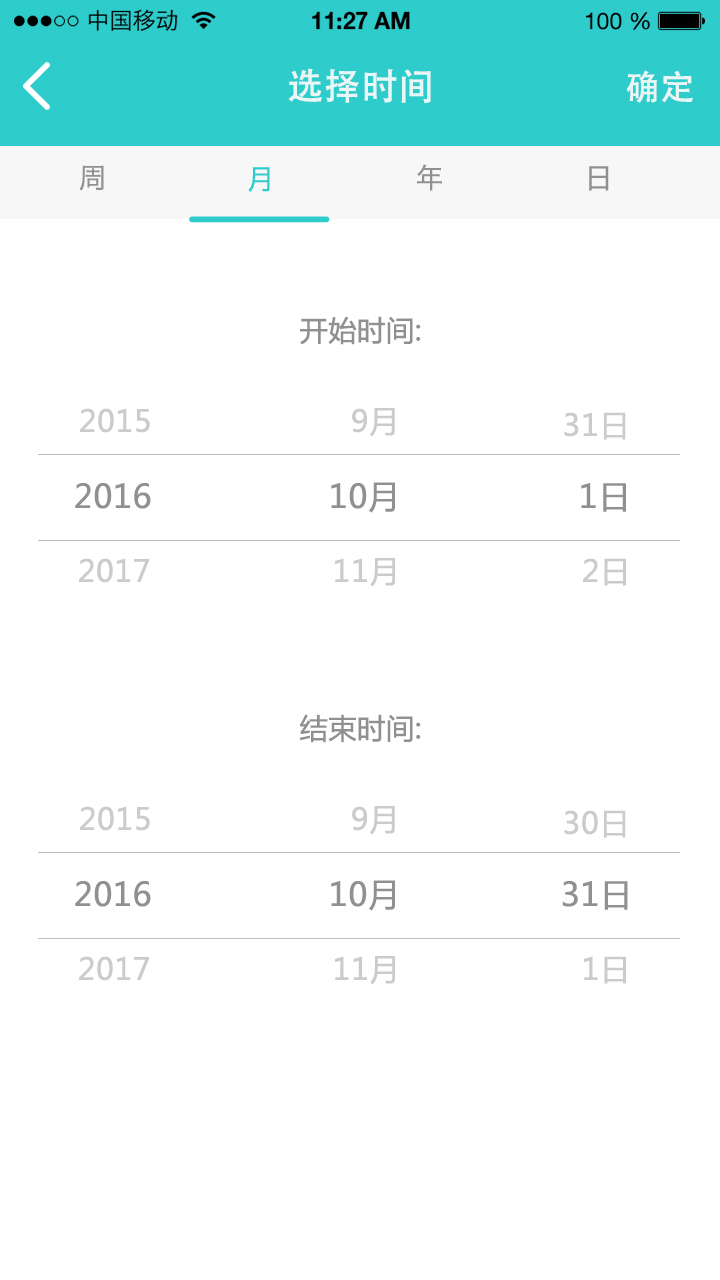 中国移动 11:27 AM 100 %
选择时间 确定
周 月 年 日
开始时间:
2015 9月 31日
2016 10月 1日
2017 11月 2日
结束时间:
2015 9月 30日
2016 10月 31日
2017 11月 1日